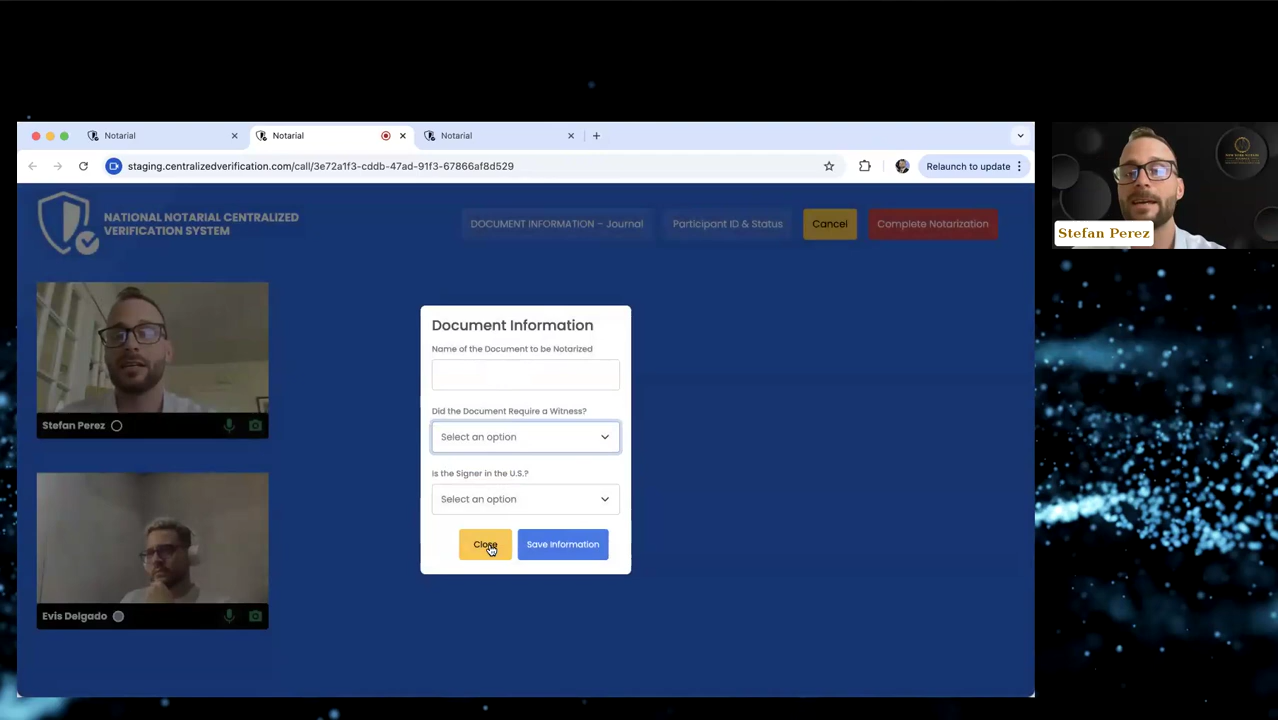 Notarial
Notarial
Notarial
staging.centralizedverification.com/call/3e72a1f3-cddb-47ad-91f3-67866af8d529
Relaunch to update
NATIONAL NOTARIAL CENTRALIZED
VERIFICATION SYSTEM
DOCUMENT INFORMATION – Journal
Participant ID & Status
Cancel
Complete Notarization
Stefan Perez
Document Information
Name of the Document to be Notarized
Did the Document Require a Witness?
Select an option
Is the Signer in the U.S.?
Select an option
Close
Save Information
Stefan Perez
Evis Delgado